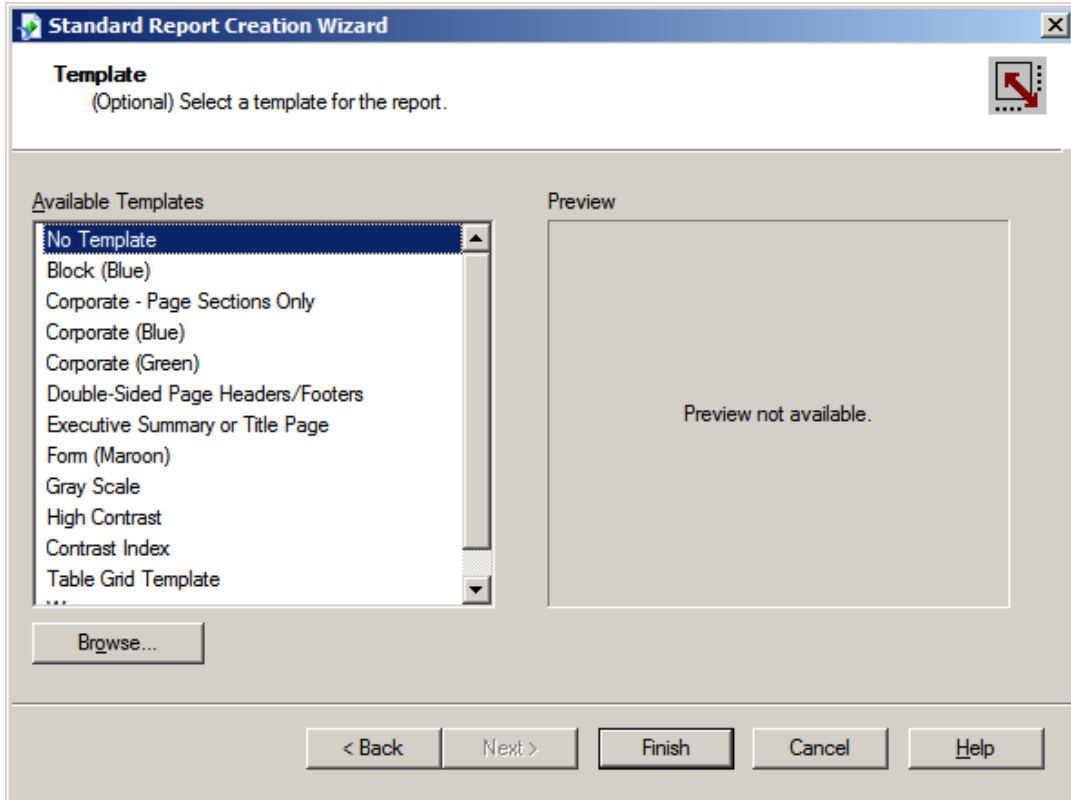 Standard Report Creation Wizard
Template
(Optional) Select a template for the report.
Available Templates
Preview
No Template
Block (Blue)
Corporate - Page Sections Only
Corporate (Blue)
Corporate (Green)
Double-Sided Page Headers/Footers
Executive Summary or Title Page
Form (Maroon)
Gray Scale
High Contrast
Contrast Index
Table Grid Template
Preview not available.
Browse...
< Back
Next >
Finish
Cancel
Help